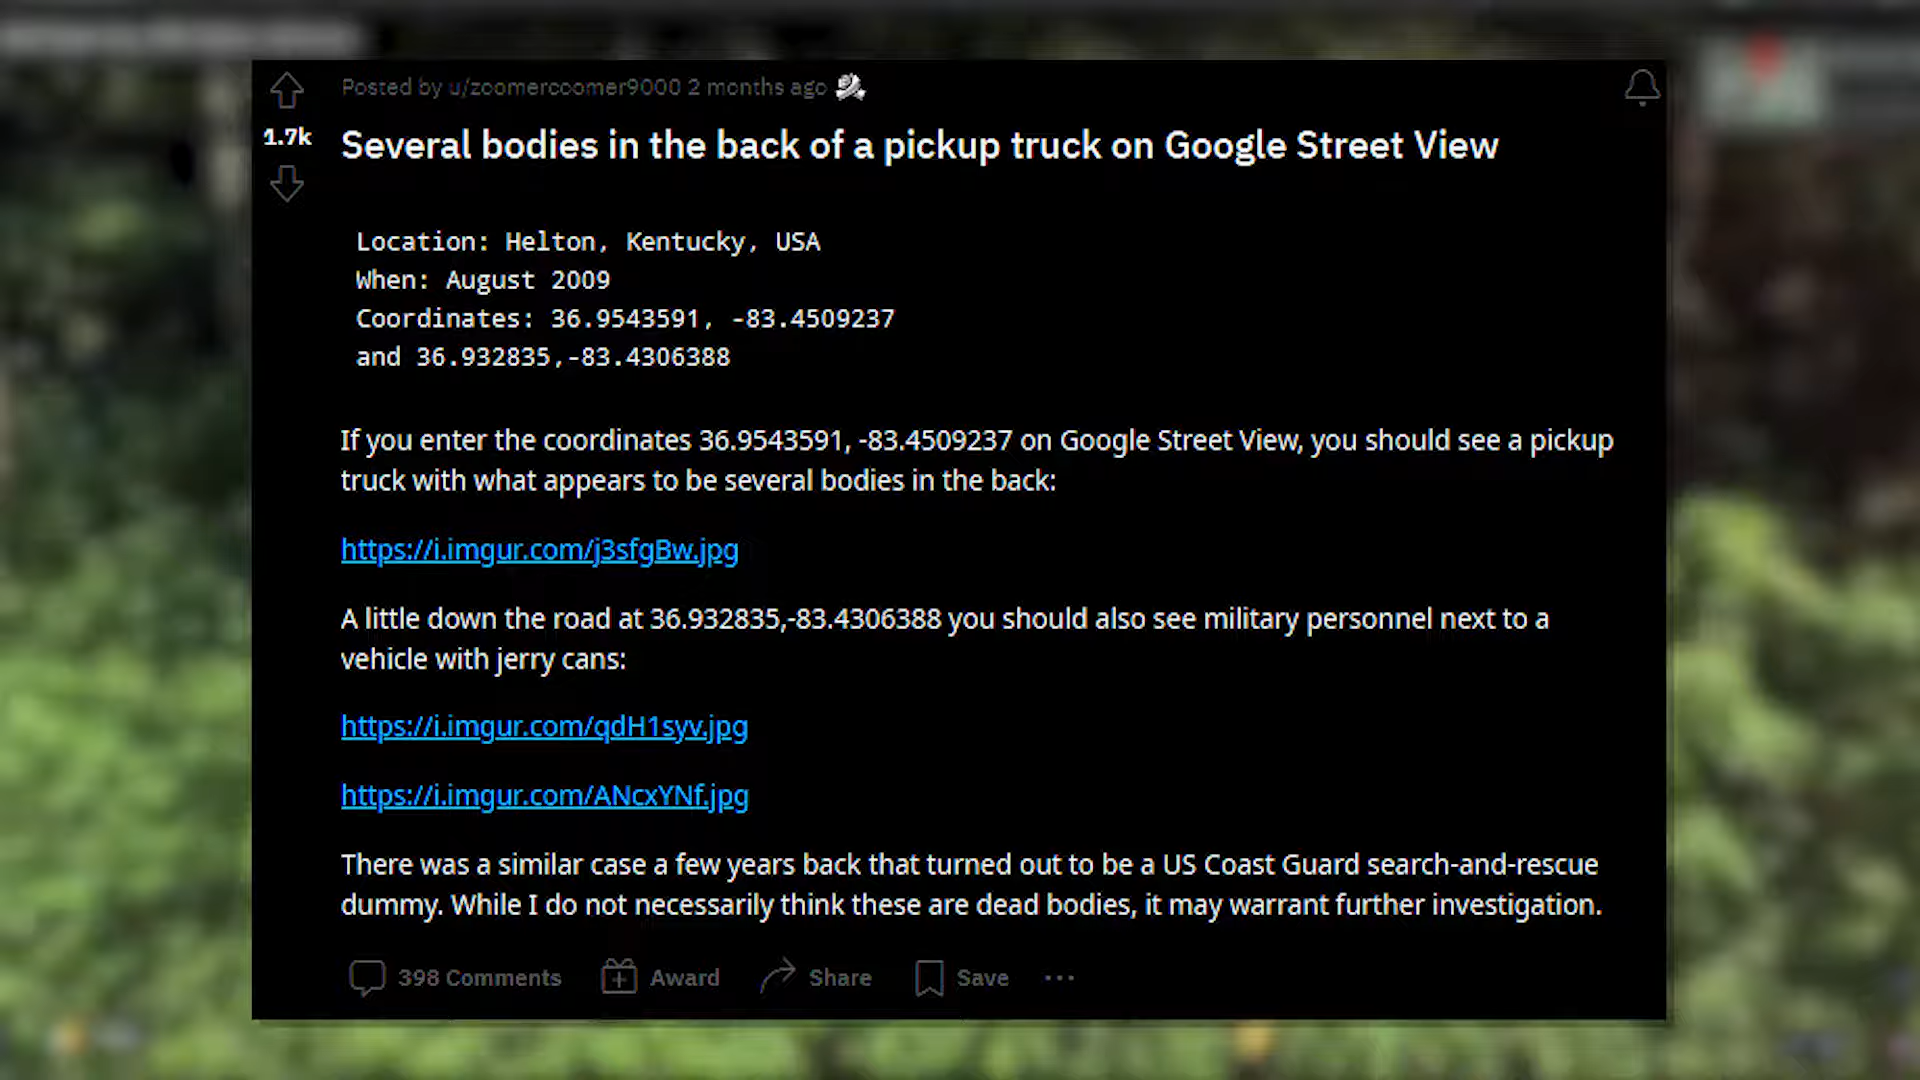 Posted by u/zoomercoomer9000 2 months ago
1.7k
Several bodies in the back of a pickup truck on Google Street View
Location: Helton, Kentucky, USA
When: August 2009
Coordinates: 36.9543591, -83.4509237
and 36.932835,-83.4306388
If you enter the coordinates 36.9543591, -83.4509237 on Google Street View, you should see a pickup
truck with what appears to be several bodies in the back:
https://i.imgur.com/j3sfgBw.jpg
A little down the road at 36.932835,-83.4306388 you should also see military personnel next to a
vehicle with jerry cans:
https://i.imgur.com/qdH1syv.jpg
https://i.imgur.com/ANcxYNf.jpg
There was a similar case a few years back that turned out to be a US Coast Guard search-and-rescue
dummy. While I do not necessarily think these are dead bodies, it may warrant further investigation.
398 Comments Award Share Save ...